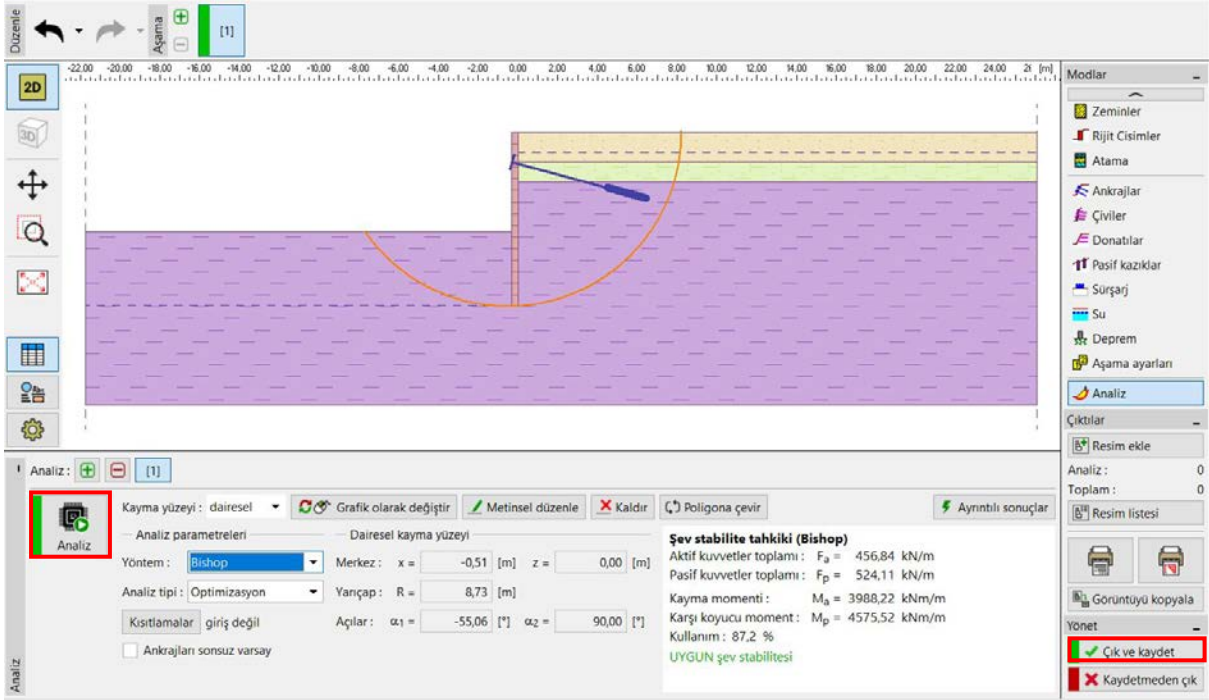 Düzenle
Aşama
[1]
-22,00 -20,00 -18,00 -16,00 -14,00 -12,00 -10,00 -8,00 -6,00 -4,00 -2,00 0,00 2,00 4,00 6,00 8,00 10,00 12,00 14,00 16,00 18,00 20,00 22,00 24,00 [m]
2D
3D
Modlar
Zeminler
Rijit Cisimler
Atama
Ankrajlar
Çiviler
Donatılar
Pasif kazıklar
Sürşarj
Su
Deprem
Aşama ayarları
Analiz
Çıktılar
Resim ekle
Analiz : 0
Toplam : 0
Resim listesi
Görüntüyü kopyala
Yönet
Çık ve kaydet
Kaydetmeden çık
Analiz : [1]
Analiz
Kayma yüzeyi : dairesel Grafik olarak değiştir Metinsel düzenle Kaldır Poligona çevir Ayrıntılı sonuçlar
Analiz parametreleri
Yöntem : Bishop
Analiz tipi : Optimizasyon
Kısıtlamalar giriş değil
Ankrajları sonsuz varsay
Dairesel kayma yüzeyi
Merkez : x = -0,51 [m] z = 0,00 [m]
Yarıçap : R = 8,73 [m]
Açılar : α1 = -55,06 [°] α2 = 90,00 [°]
Şev stabilite tahkiki (Bishop)
Aktif kuvvetler toplamı : Fa = 456,84 kN/m
Pasif kuvvetler toplamı : Fp = 524,11 kN/m
Kayma momenti : Ma = 3988,22 kNm/m
Karşı koyucu moment : Mp = 4575,52 kNm/m
Kullanım : 87,2 %
UYGUN şev stabilitesi
Analiz